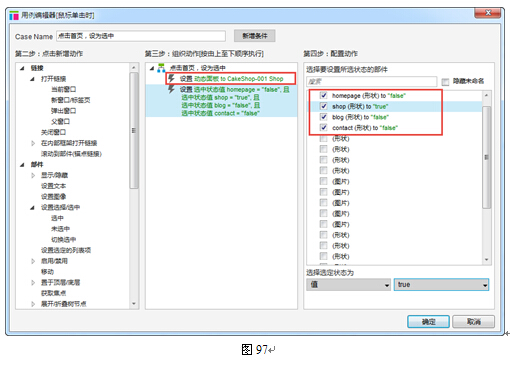 用例编辑器[鼠标单击时]
Case Name 点击首页，设为选中 新增条件
第二步：点击新增动作
链接
打开链接
当前窗口
新窗口/标签页
弹出窗口
父窗口
关闭窗口
在内部框架打开链接
滚动到部件(锚点链接)
部件
显示/隐藏
设置文本
设置图像
设置选择/选中
选中
未选中
切换选中
设置选定的列表项
启用/禁用
移动
置于顶层/底层
获取焦点
展开/折叠树节点
第三步：组织动作[按由上至下顺序执行]
点击首页，设为选中
设置 动态面板 to CakeShop-001 Shop
设置 选中状态值 homepage = "false", 且
选中状态值 shop = "true", 且
选中状态值 blog = "false", 且
选中状态值 contact = "false"
第四步：配置动作
选择要设置所选状态的部件
搜索 隐藏未命名
homepage (形状) to "false"
shop (形状) to "true"
blog (形状) to "false"
contact (形状) to "false"
(形状)
(形状)
(形状)
(形状)
(图片)
(图片)
(图片)
(图片)
(形状)
(形状)
(形状)
(形状)
选择选定状态为
值 true
确定 取消
图 97